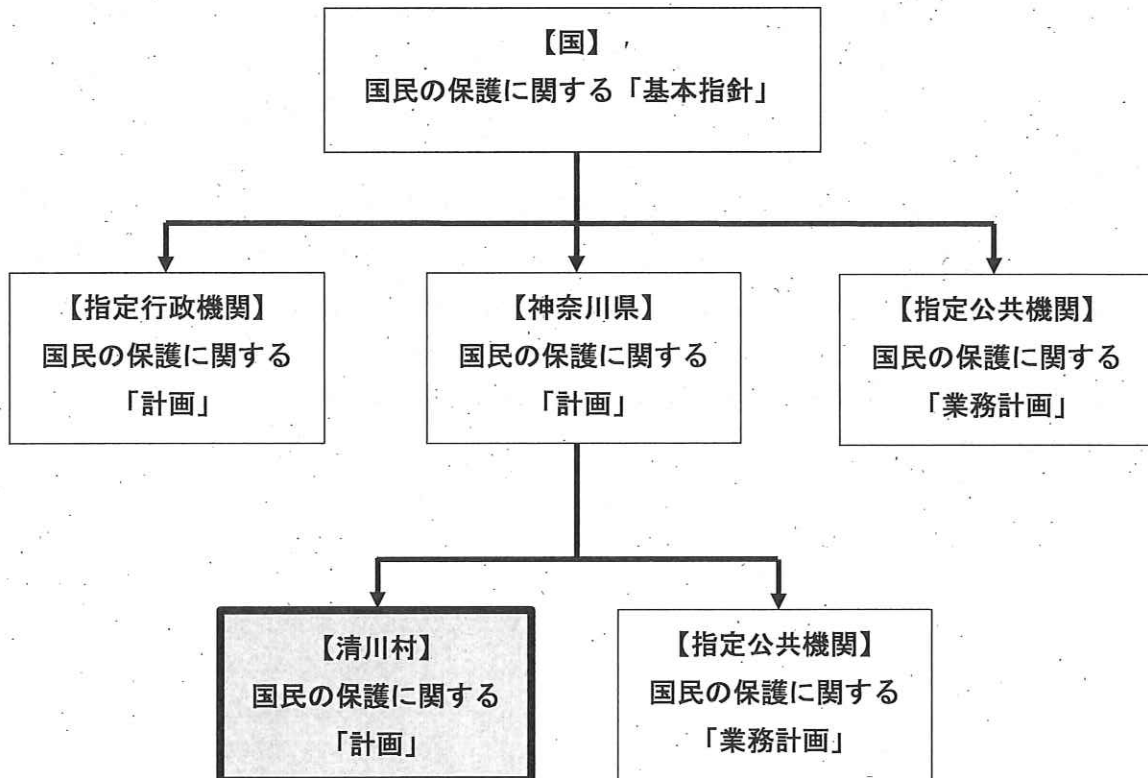 【国】
国民の保護に関する「基本指針」
【指定行政機関】
国民の保護に関する
「計画」
【神奈川県】
国民の保護に関する
「計画」
【指定公共機関】
国民の保護に関する
「業務計画」
【清川村】
国民の保護に関する
「計画」
【指定公共機関】
国民の保護に関する
「業務計画」